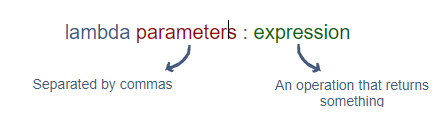 lambda parameters : expression
Separated by commas
An operation that returns
something